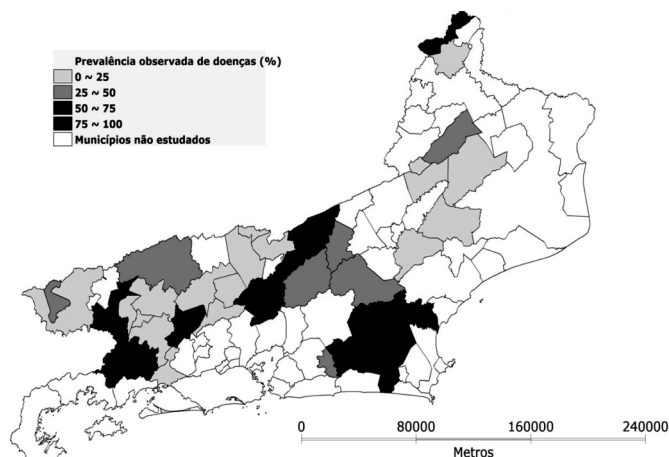 Prevalência observada de doenças (%)
0 ~ 25
25 ~ 50
50 ~ 75
75 ~ 100
Municípios não estudados
0 80000 160000 240000
Metros